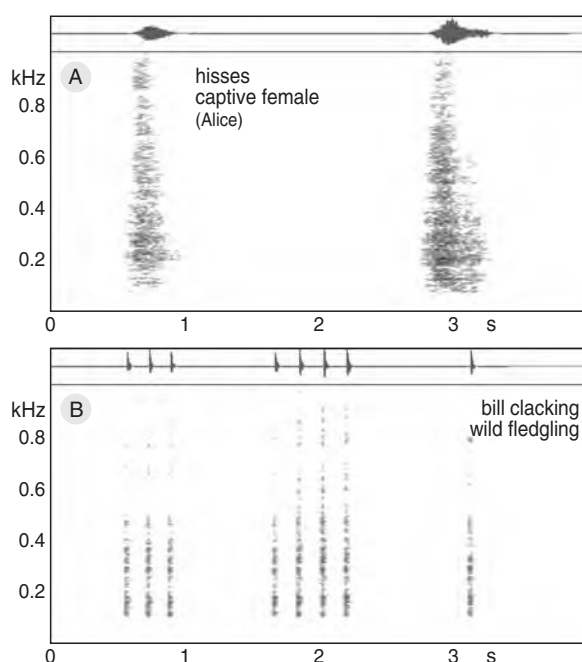 kHz
A
hisses
captive female
(Alice)
0.8
0.6
0.4
0.2
0 1 2 3 s
kHz
B
bill clacking
wild fledgling
0.8
0.6
0.4
0.2
0 1 2 3 s